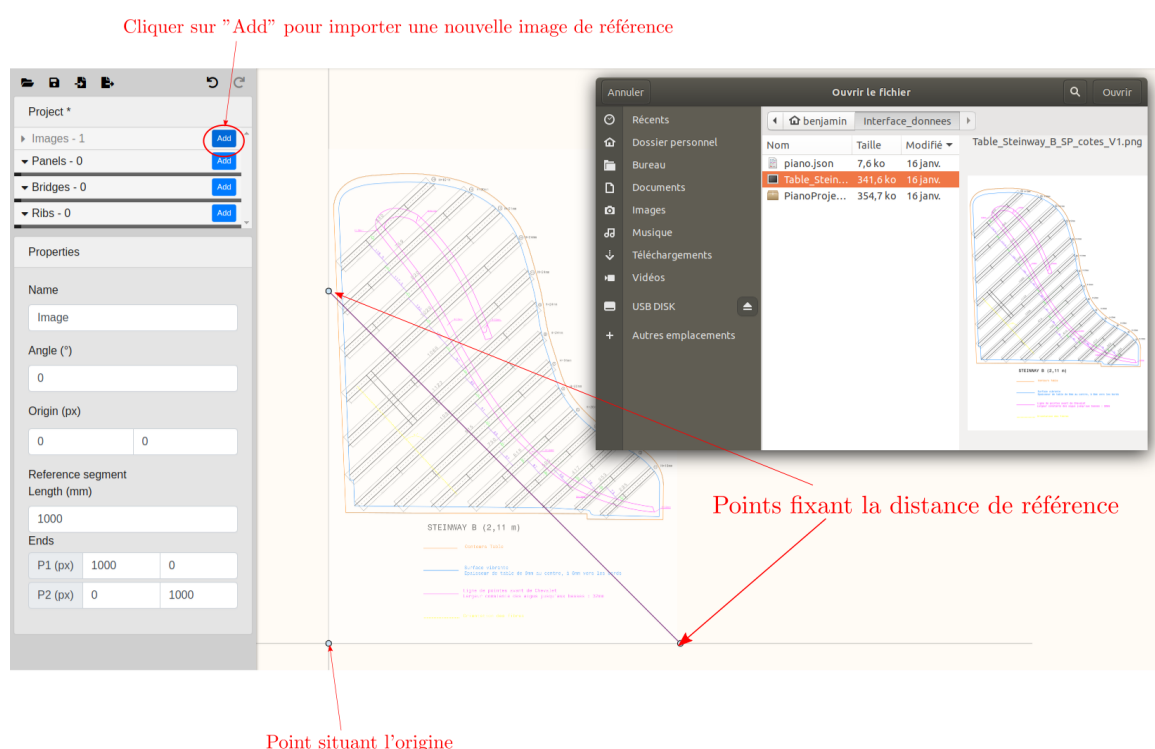 Cliquer sur "Add" pour importer une nouvelle image de référence
Project *
Images - 1
Add
Panels - 0
Add
Bridges - 0
Add
Ribs - 0
Add
Properties
Name
Image
Angle (°)
0
Origin (px)
0
0
Reference segment
Length (mm)
1000
Ends
P1 (px)
1000
0
P2 (px)
0
1000
STEINWAY B (2,11 m)
Annuler
Ouvrir le fichier
Ouvrir
Récents
Dossier personnel
Bureau
Documents
Images
Musique
Téléchargements
Vidéos
USB DISK
Autres emplacements
benjamin
Interface_donnees
Nom
Taille
Modifié
piano.json
7,6 ko
16 janv.
Table_Stein...
341,6 ko
16 janv.
PianoProje...
354,7 ko
16 janv.
Table_Steinway_B_SP_cotes_V1.png
STEINWAY B (2,11 m)
Points fixant la distance de référence
Point situant l'origine